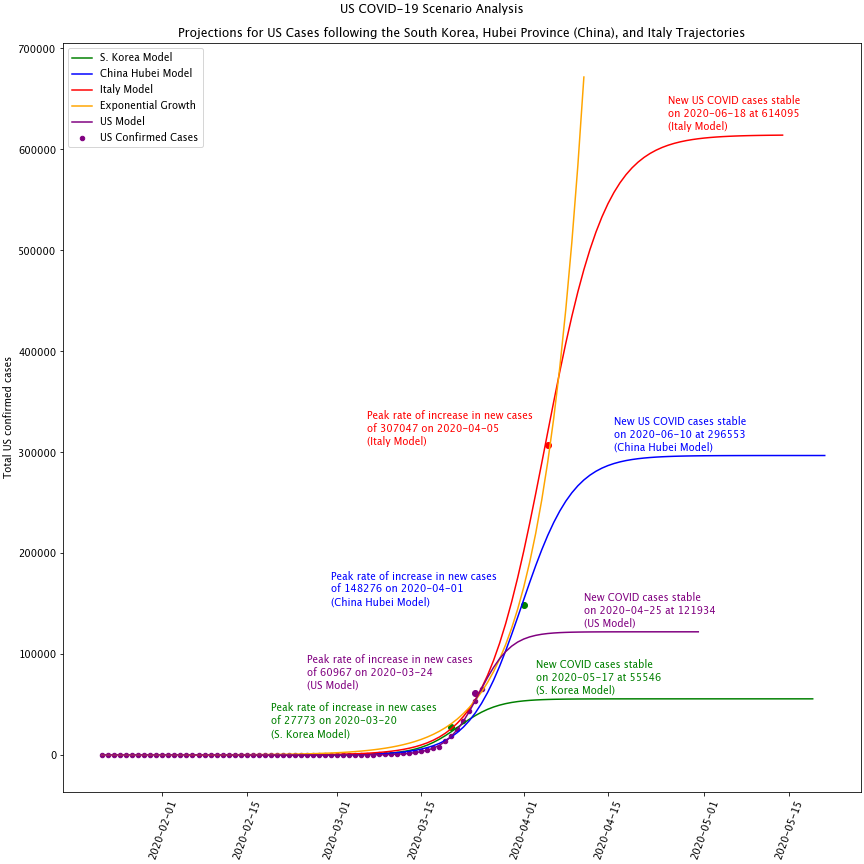 US COVID-19 Scenario Analysis
Projections for US Cases following the South Korea, Hubei Province (China), and Italy Trajectories
700000
600000
500000
400000
300000
200000
100000
0
Total US confirmed cases
S. Korea Model
China Hubei Model
Italy Model
Exponential Growth
US Model
US Confirmed Cases
New US COVID cases stable
on 2020-06-18 at 614095
(Italy Model)
Peak rate of increase in new cases
of 307047 on 2020-04-05
(Italy Model)
New US COVID cases stable
on 2020-06-10 at 296553
(China Hubei Model)
Peak rate of increase in new cases
of 148276 on 2020-04-01
(China Hubei Model)
New COVID cases stable
on 2020-04-25 at 121934
(US Model)
Peak rate of increase in new cases
of 60967 on 2020-03-24
(US Model)
New COVID cases stable
on 2020-05-17 at 55546
(S. Korea Model)
Peak rate of increase in new cases
of 27773 on 2020-03-20
(S. Korea Model)
2020-02-01
2020-02-15
2020-03-01
2020-03-15
2020-04-01
2020-04-15
2020-05-01
2020-05-15